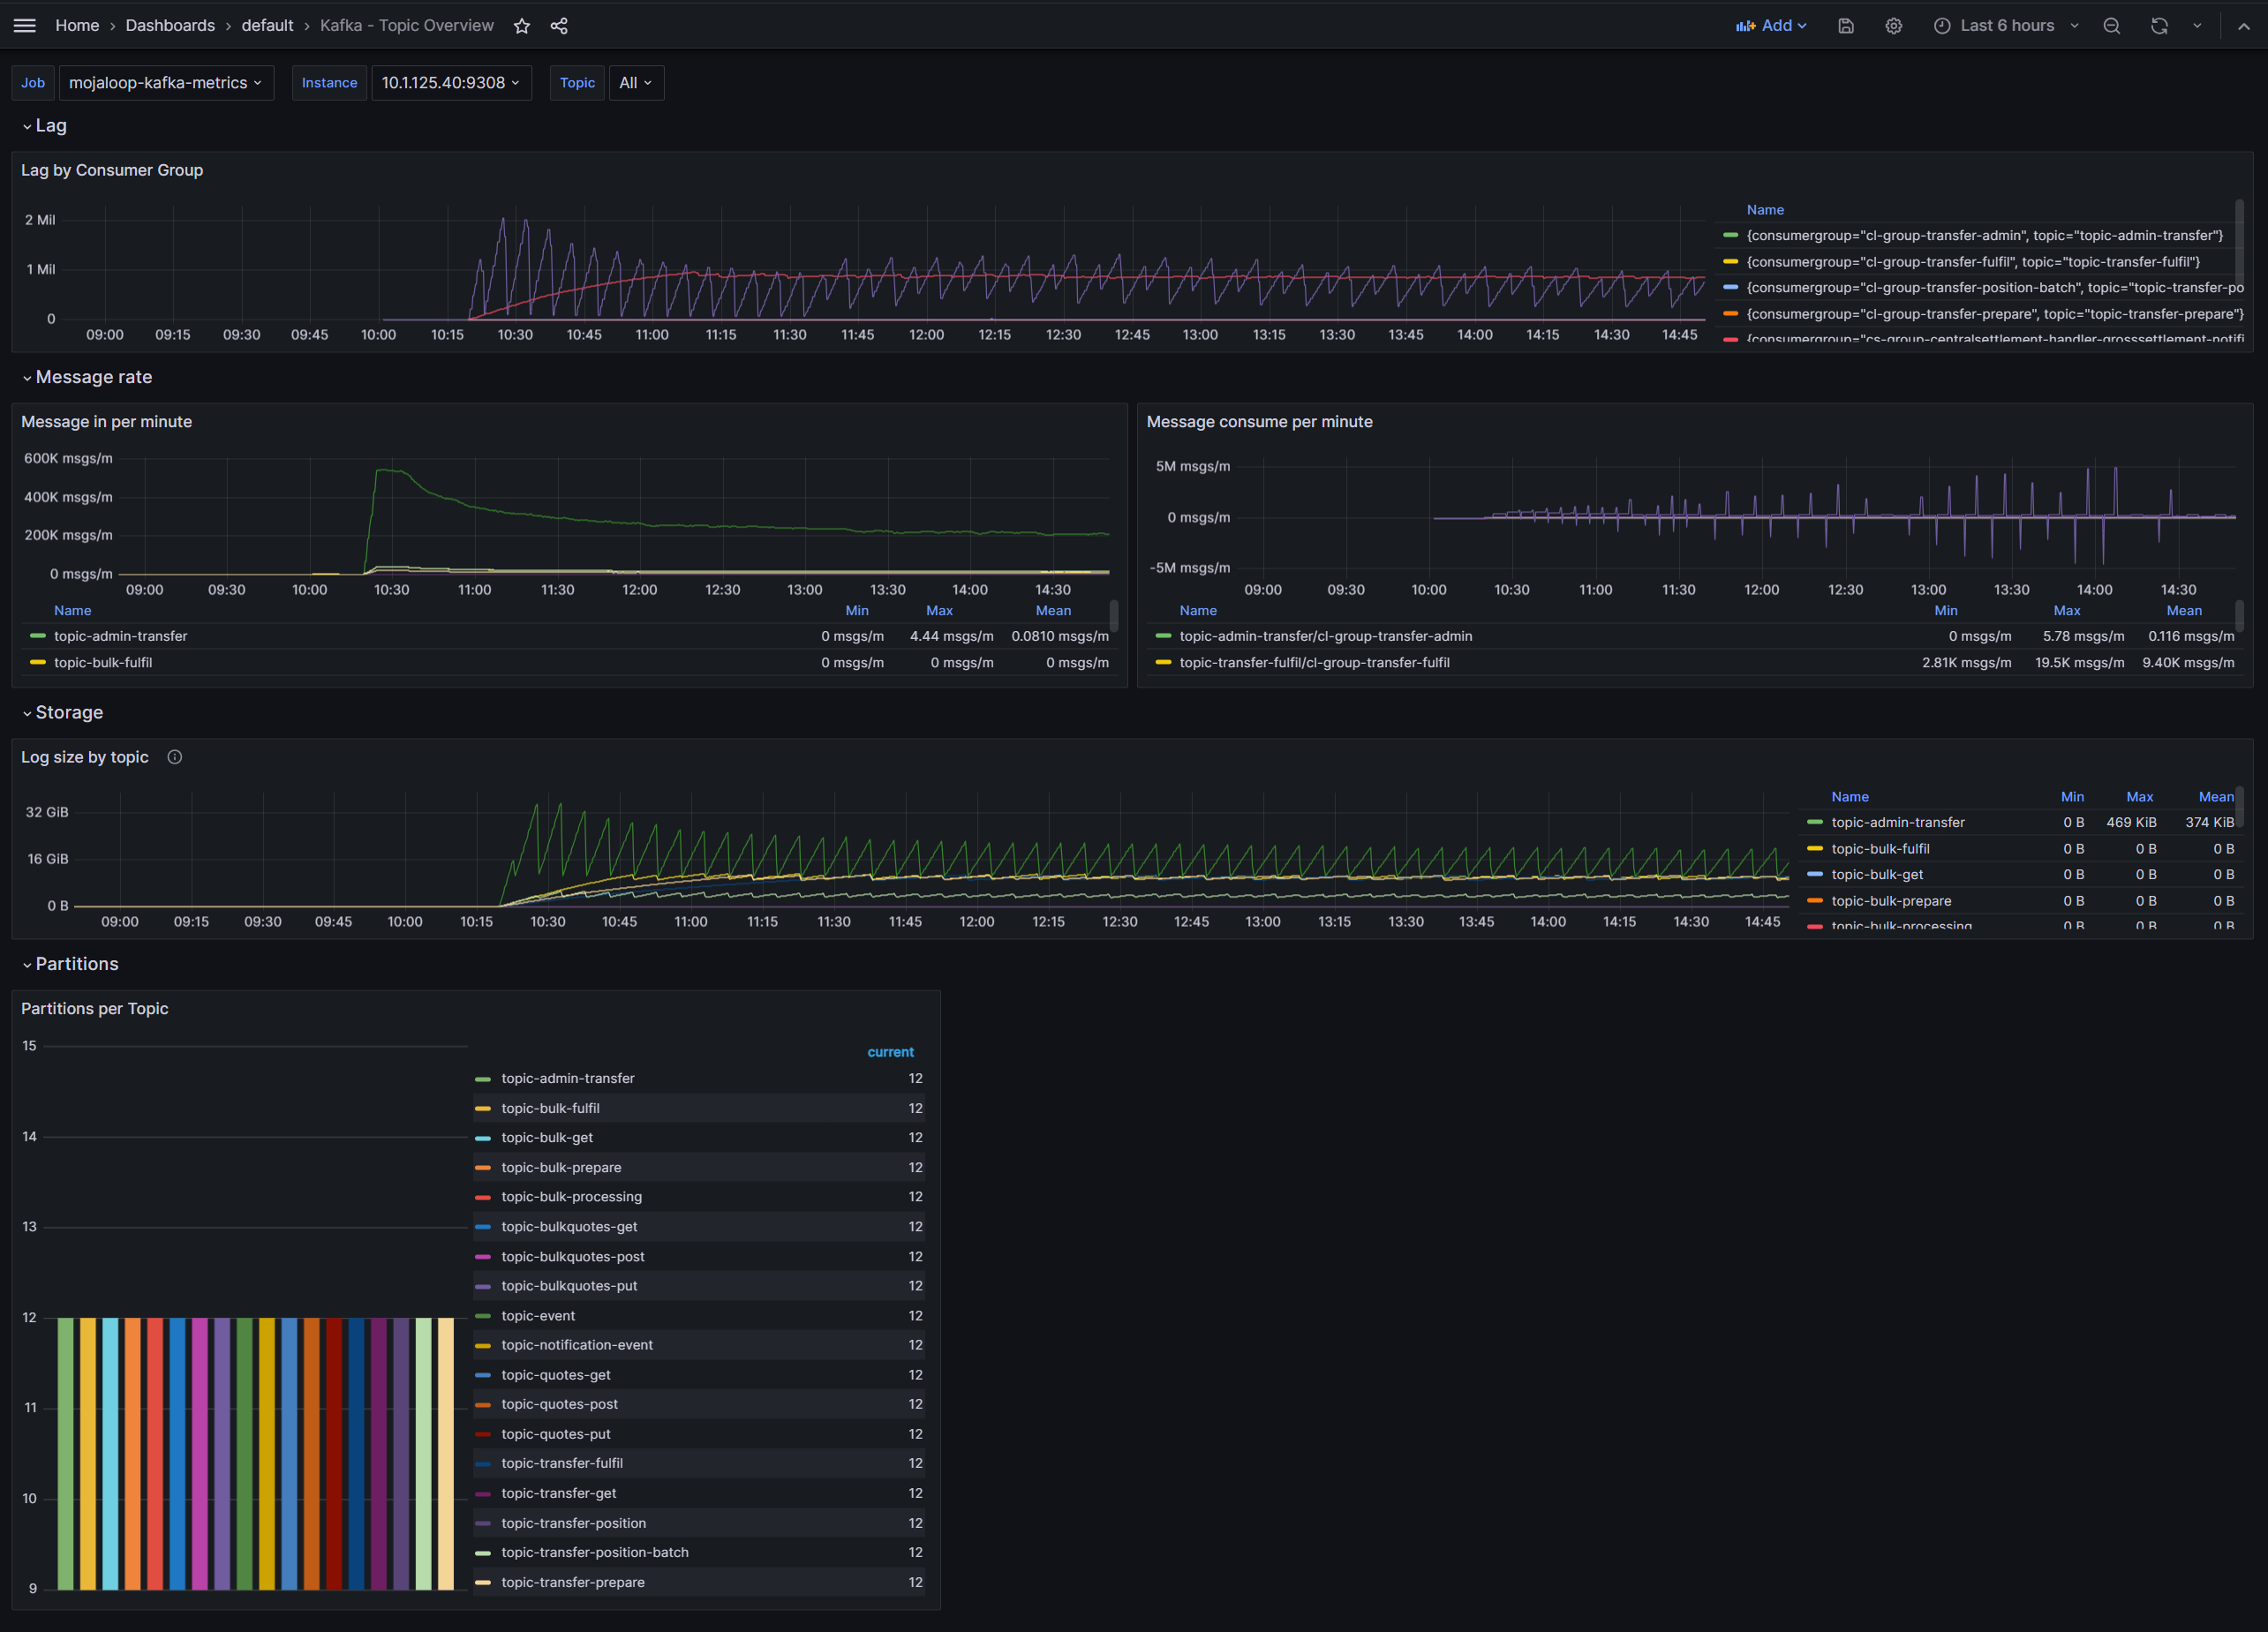 Home › Dashboards › default › Kafka - Topic Overview
Add
Last 6 hours
Job mojaloop-kafka-metrics Instance 10.1.125.40:9308 Topic All
Lag
Lag by Consumer Group
2 Mil
1 Mil
0
09:00 09:15 09:30 09:45 10:00 10:15 10:30 10:45 11:00 11:15 11:30 11:45 12:00 12:15 12:30 12:45 13:00 13:15 13:30 13:45 14:00 14:15 14:30 14:45
Name
{consumergroup="cl-group-transfer-admin", topic="topic-admin-transfer"}
{consumergroup="cl-group-transfer-fulfil", topic="topic-transfer-fulfil"}
{consumergroup="cl-group-transfer-position-batch", topic="topic-transfer-po
{consumergroup="cl-group-transfer-prepare", topic="topic-transfer-prepare"}
{consumergroup="cs-group-centralsettlement-handler-grosssettlement-notifi
Message rate
Message in per minute
600K msgs/m
400K msgs/m
200K msgs/m
0 msgs/m
09:00 09:30 10:00 10:30 11:00 11:30 12:00 12:30 13:00 13:30 14:00 14:30
Name Min Max Mean
topic-admin-transfer 0 msgs/m 4.44 msgs/m 0.0810 msgs/m
topic-bulk-fulfil 0 msgs/m 0 msgs/m 0 msgs/m
Message consume per minute
5M msgs/m
0 msgs/m
-5M msgs/m
09:00 09:30 10:00 10:30 11:00 11:30 12:00 12:30 13:00 13:30 14:00 14:30
Name Min Max Mean
topic-admin-transfer/cl-group-transfer-admin 0 msgs/m 5.78 msgs/m 0.116 msgs/m
topic-transfer-fulfil/cl-group-transfer-fulfil 2.81K msgs/m 19.5K msgs/m 9.40K msgs/m
Storage
Log size by topic
32 GiB
16 GiB
0 B
09:00 09:15 09:30 09:45 10:00 10:15 10:30 10:45 11:00 11:15 11:30 11:45 12:00 12:15 12:30 12:45 13:00 13:15 13:30 13:45 14:00 14:15 14:30 14:45
Name Min Max Mean
topic-admin-transfer 0 B 469 KiB 374 KiB
topic-bulk-fulfil 0 B 0 B 0 B
topic-bulk-get 0 B 0 B 0 B
topic-bulk-prepare 0 B 0 B 0 B
topic-bulk-processing 0 B 0 B 0 B
Partitions
Partitions per Topic
15
14
13
12
11
10
9
current
topic-admin-transfer 12
topic-bulk-fulfil 12
topic-bulk-get 12
topic-bulk-prepare 12
topic-bulk-processing 12
topic-bulkquotes-get 12
topic-bulkquotes-post 12
topic-bulkquotes-put 12
topic-event 12
topic-notification-event 12
topic-quotes-get 12
topic-quotes-post 12
topic-quotes-put 12
topic-transfer-fulfil 12
topic-transfer-get 12
topic-transfer-position 12
topic-transfer-position-batch 12
topic-transfer-prepare 12